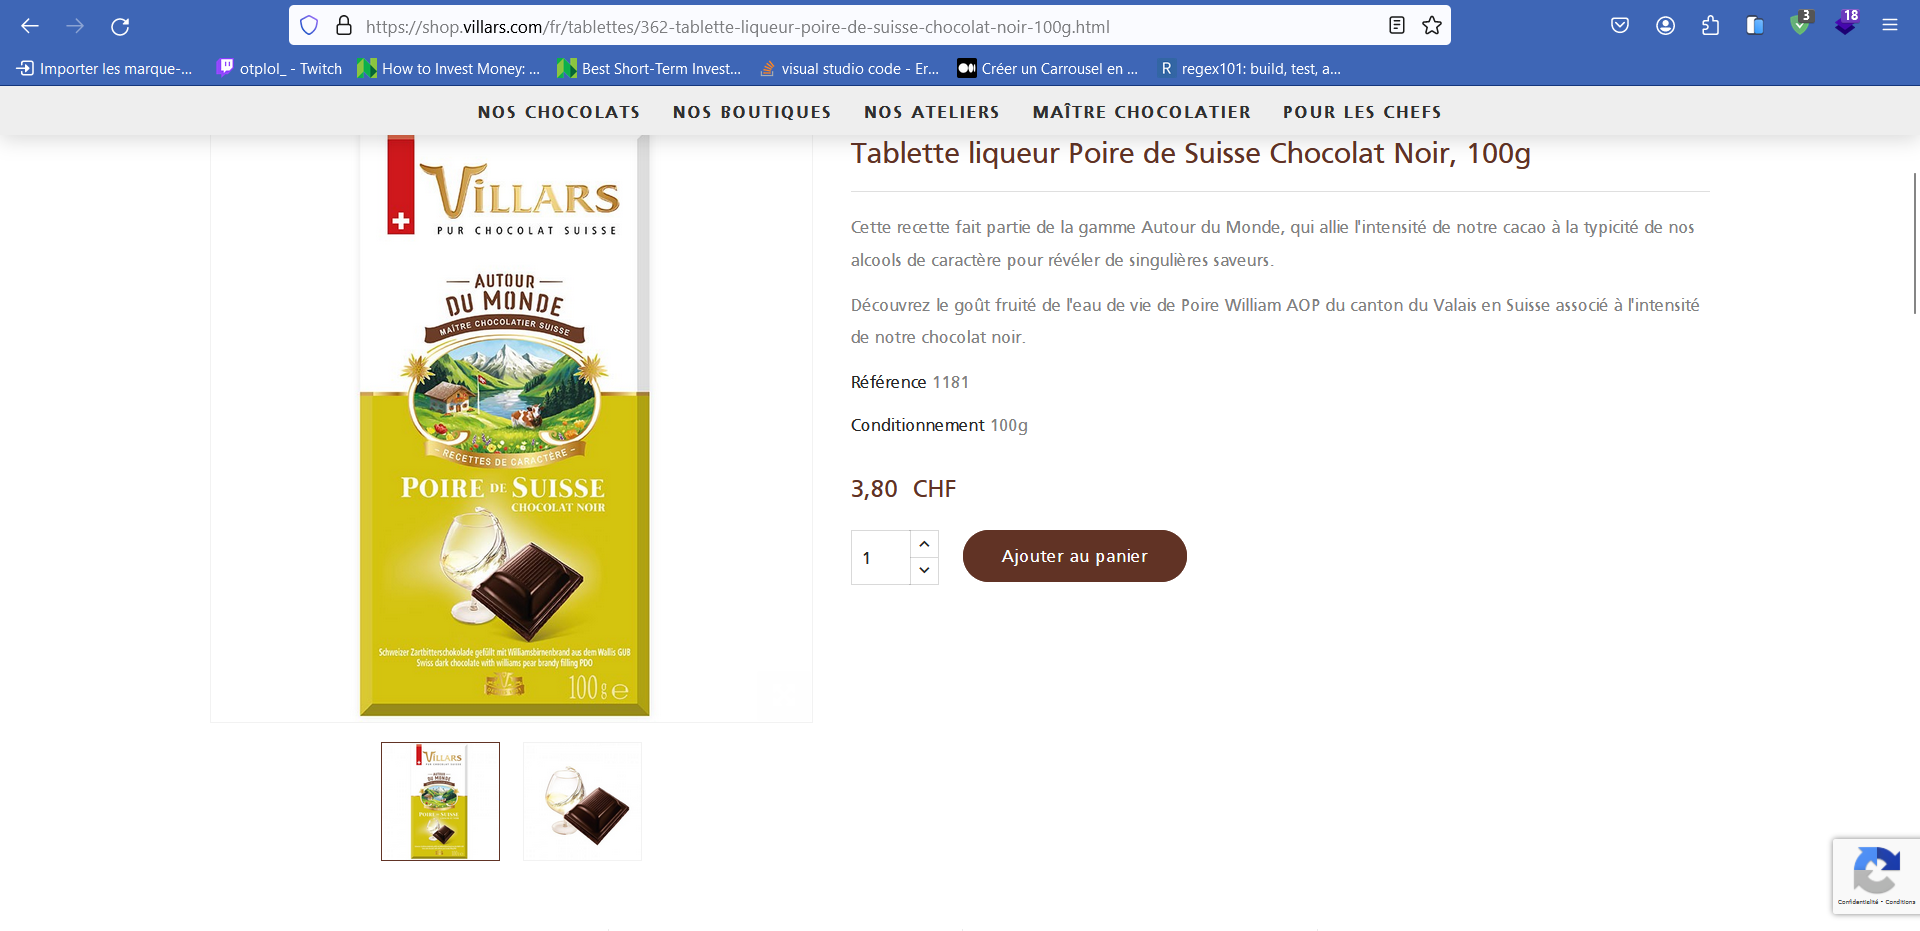 https://shop.villars.com/fr/tablettes/362-tablette-liqueur-poire-de-suisse-chocolat-noir-100g.html
3
18
Importer les marque-...
otplol_ - Twitch
How to Invest Money: ...
Best Short-Term Invest...
visual studio code - Er...
Créer un Carrousel en ...
R
regex101: build, test, a...
NOS CHOCOLATS
NOS BOUTIQUES
NOS ATELIERS
MAÎTRE CHOCOLATIER
POUR LES CHEFS
VILLARS
PUR CHOCOLAT SUISSE
AUTOUR
DU MONDE
MAÎTRE CHOCOLATIER SUISSE
- RECETTES DE CARACTÈRE -
POIRE DE SUISSE
CHOCOLAT NOIR
Schweizer Zartbitterschokolade gefüllt mit Williamsbirnenbrand aus dem Wallis GUB
Swiss dark chocolate with williams pear brandy filling PDO
100 g e
Tablette liqueur Poire de Suisse Chocolat Noir, 100g
Cette recette fait partie de la gamme Autour du Monde, qui allie l'intensité de notre cacao à la typicité de nos
alcools de caractère pour révéler de singulières saveurs.
Découvrez le goût fruité de l'eau de vie de Poire William AOP du canton du Valais en Suisse associé à l'intensité
de notre chocolat noir.
Référence 1181
Conditionnement 100g
3,80 CHF
1
Ajouter au panier
VILLARS
AUTOUR
DU MONDE
POIRE DE SUISSE
Confidentialité - Conditions